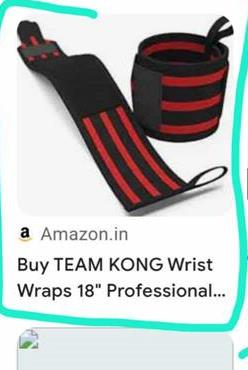 Amazon.in
Buy TEAM KONG Wrist
Wraps 18" Professional...